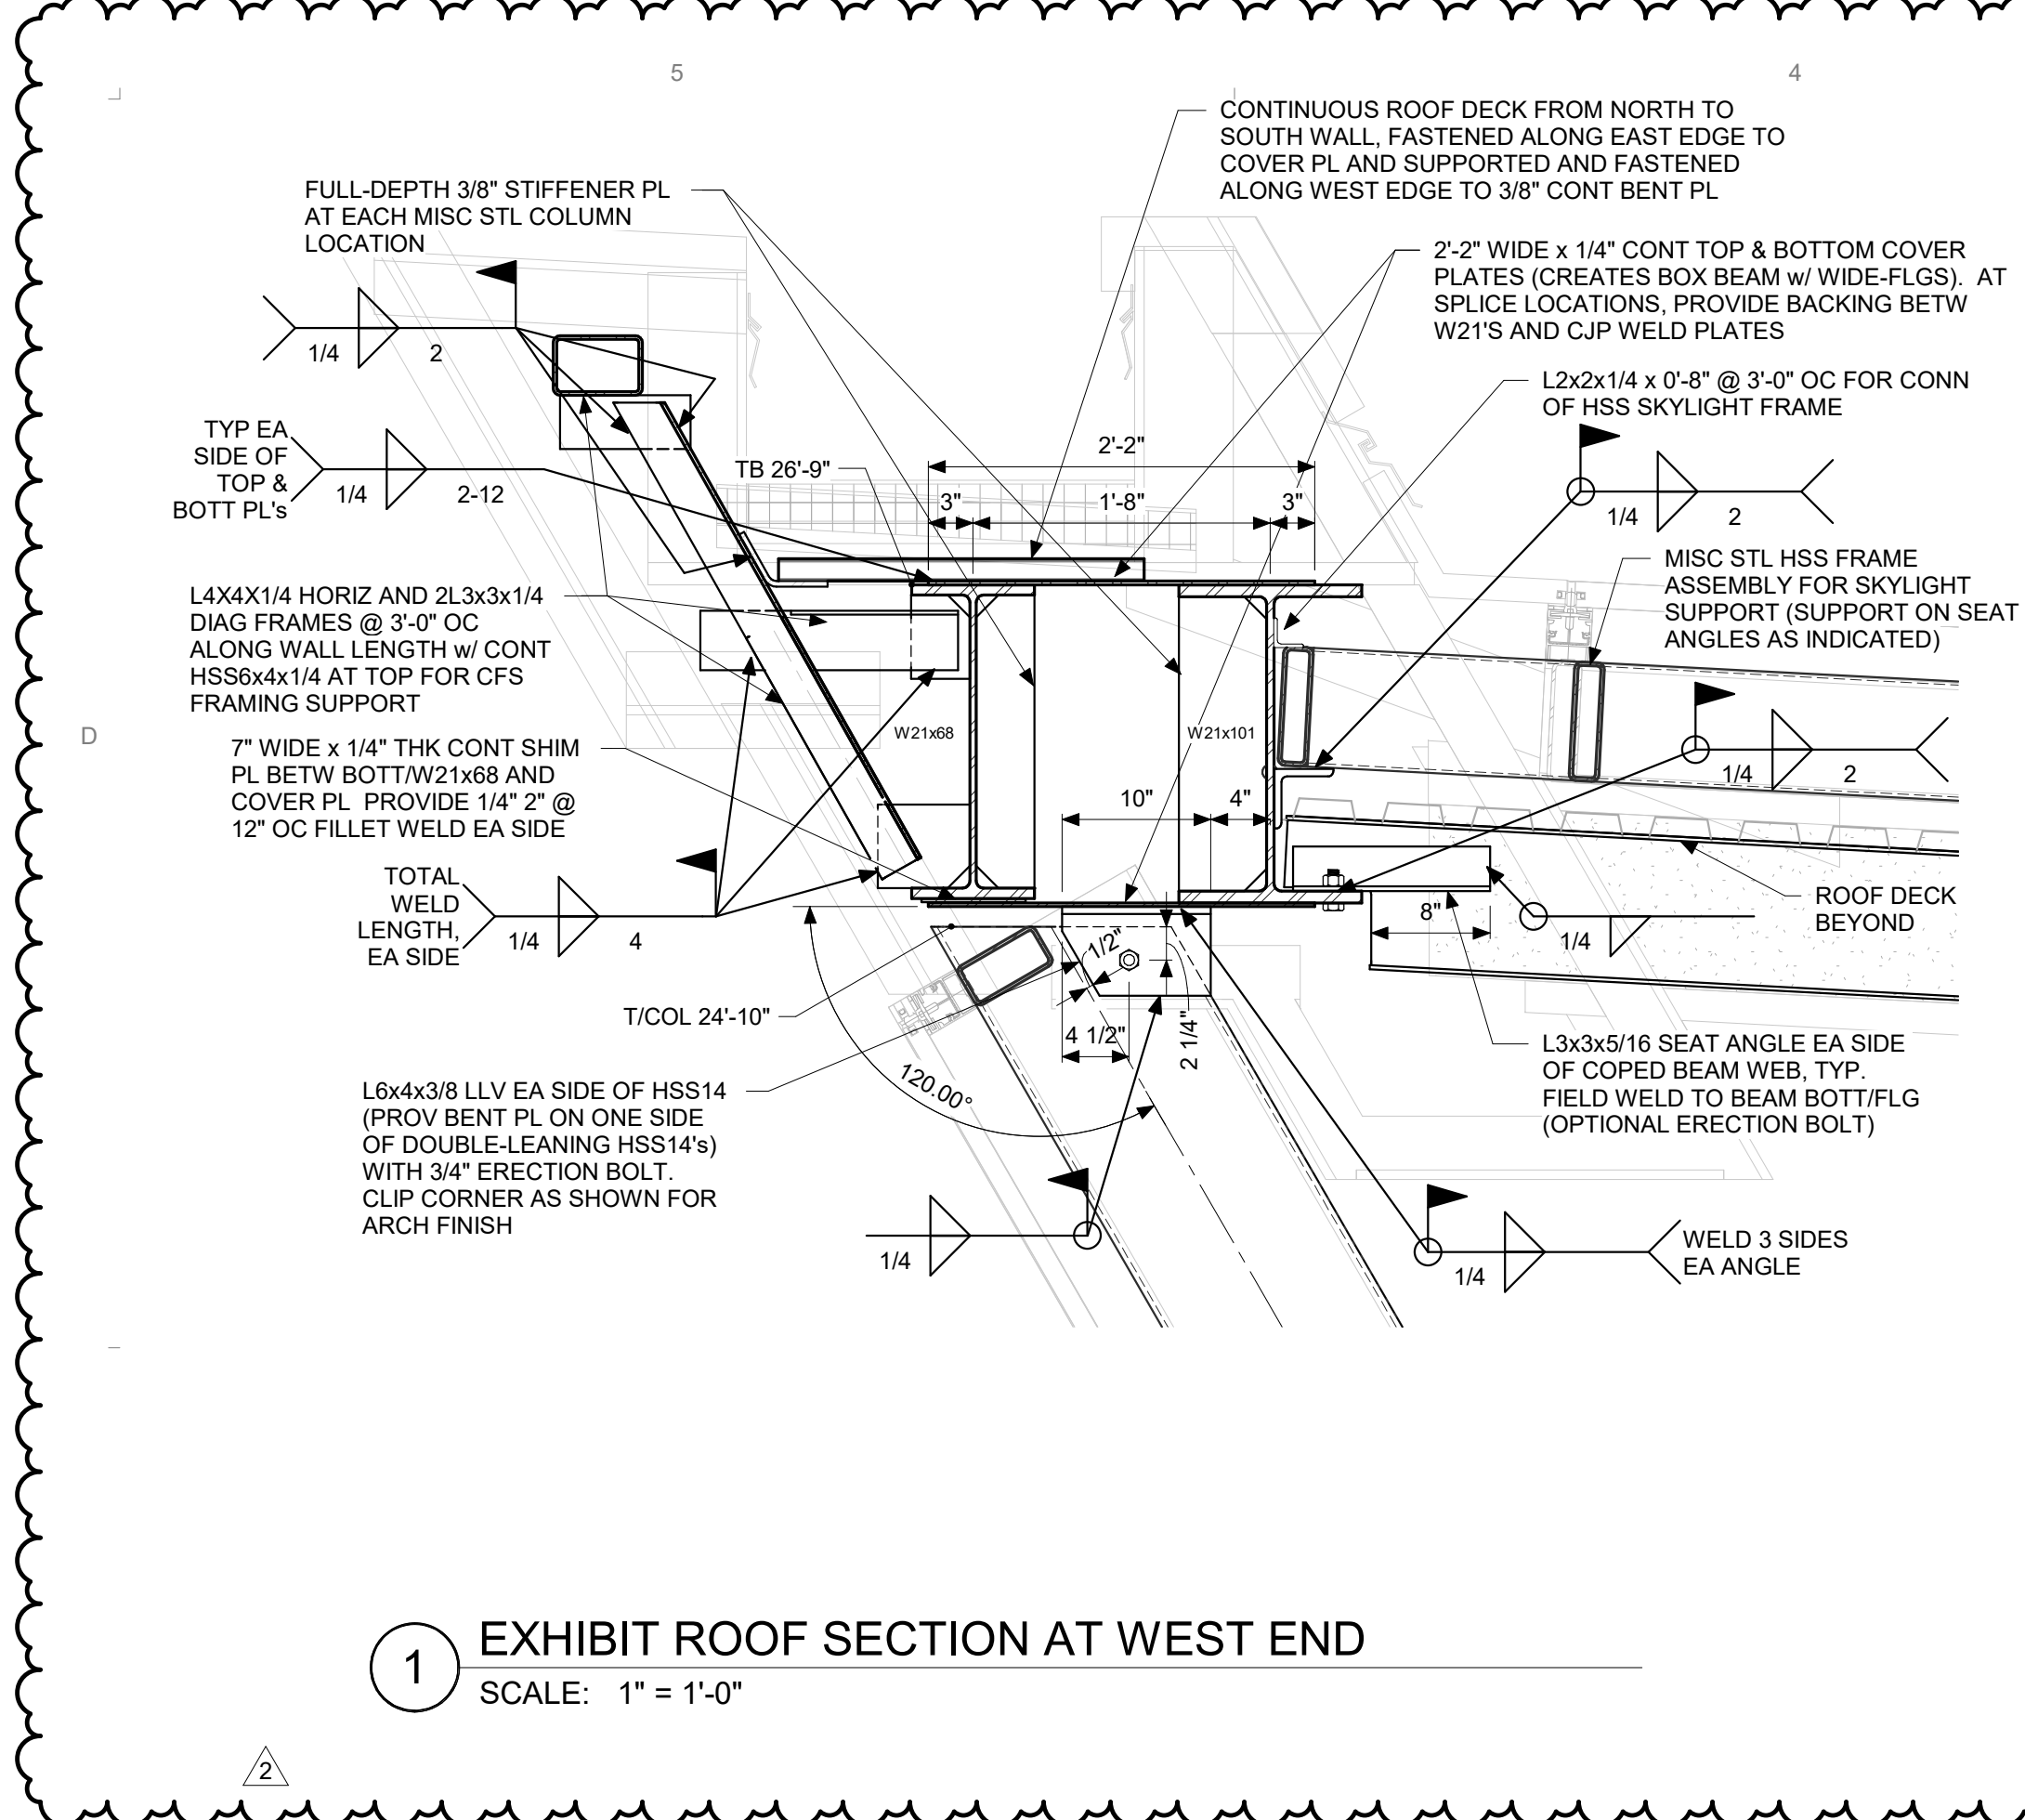 5
4
CONTINUOUS ROOF DECK FROM NORTH TO
SOUTH WALL, FASTENED ALONG EAST EDGE TO
COVER PL AND SUPPORTED AND FASTENED
ALONG WEST EDGE TO 3/8" CONT BENT PL
FULL-DEPTH 3/8" STIFFENER PL
AT EACH MISC STL COLUMN
LOCATION
2'-2" WIDE x 1/4" CONT TOP & BOTTOM COVER
PLATES (CREATES BOX BEAM w/ WIDE-FLGS).  AT
SPLICE LOCATIONS, PROVIDE BACKING BETW
W21'S AND CJP WELD PLATES
1/4
2
L2x2x1/4 x 0'-8" @ 3'-0" OC FOR CONN
OF HSS SKYLIGHT FRAME
TYP EA
SIDE OF
TOP &
BOTT PL's
1/4
2-12
TB 26'-9"
2'-2"
3"
1'-8"
3"
1/4
2
MISC STL HSS FRAME
ASSEMBLY FOR SKYLIGHT
SUPPORT (SUPPORT ON SEAT
ANGLES AS INDICATED)
L4X4X1/4 HORIZ AND 2L3x3x1/4
DIAG FRAMES @ 3'-0" OC
ALONG WALL LENGTH w/ CONT
HSS6x4x1/4 AT TOP FOR CFS
FRAMING SUPPORT
D
W21x68
W21x101
7" WIDE x 1/4" THK CONT SHIM
PL BETW BOTT/W21x68 AND
COVER PL  PROVIDE 1/4" 2" @
12" OC FILLET WELD EA SIDE
1/4
2
10"
4"
TOTAL
WELD
LENGTH,
EA SIDE
1/4
4
8"
1/4
ROOF DECK
BEYOND
T/COL 24'-10"
1/2"
4 1/2"
2 1/4"
120.00°
L3x3x5/16 SEAT ANGLE EA SIDE
OF COPED BEAM WEB, TYP.
FIELD WELD TO BEAM BOTT/FLG
(OPTIONAL ERECTION BOLT)
L6x4x3/8 LLV EA SIDE OF HSS14
(PROV BENT PL ON ONE SIDE
OF DOUBLE-LEANING HSS14's)
WITH 3/4" ERECTION BOLT.
CLIP CORNER AS SHOWN FOR
ARCH FINISH
1/4
1/4
WELD 3 SIDES
EA ANGLE
1
EXHIBIT ROOF SECTION AT WEST END
SCALE:   1" = 1'-0"
2